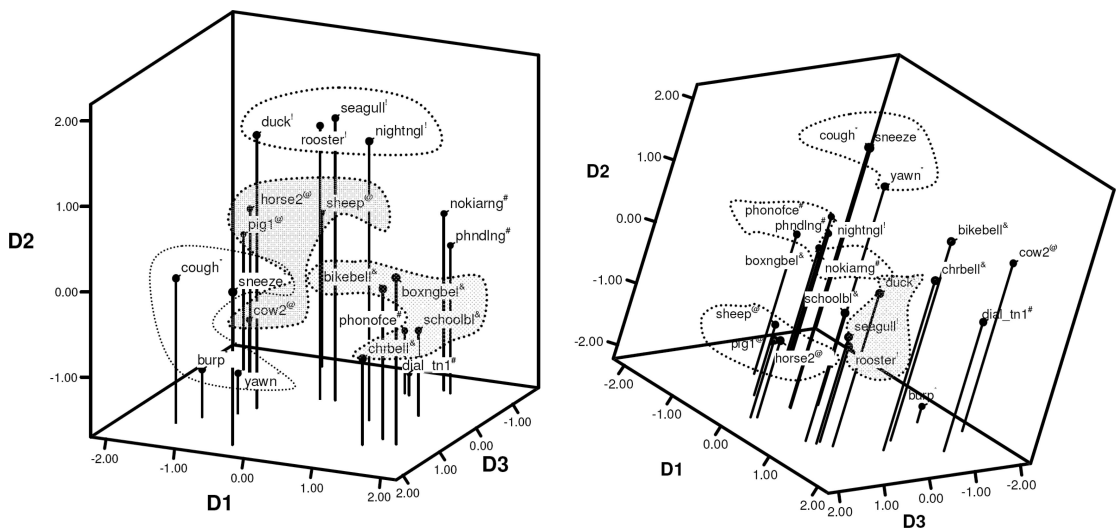 2.00
1.00
0.00
-1.00
D2
-2.00
-1.00
0.00
1.00
2.00
D1
2.00
1.00
0.00
-1.00
D3
duck!
seagull!
rooster!
nightngl!
horse2@
sheep@
pig1@
nokiarng#
phndlng#
cough-
sneeze
cow2@
bikebell&
boxngbel&
phonofce#
schoolbl&
chrbell&
dial_tn1#
burp
yawn
2.00
1.00
0.00
-1.00
-2.00
D2
-2.00
-1.00
0.00
1.00
2.00
D1
2.00
1.00
0.00
-1.00
-2.00
D3
cough-
sneeze
yawn-
phonofce#
phndlng#
nightngl!
boxngbel&
nokiarng#
bikebell&
cow2@
chrbell&
duck!
schoolbl&
sheep@
pig1@
horse2@
seagull!
rooster!
dial_tn1#
burp-